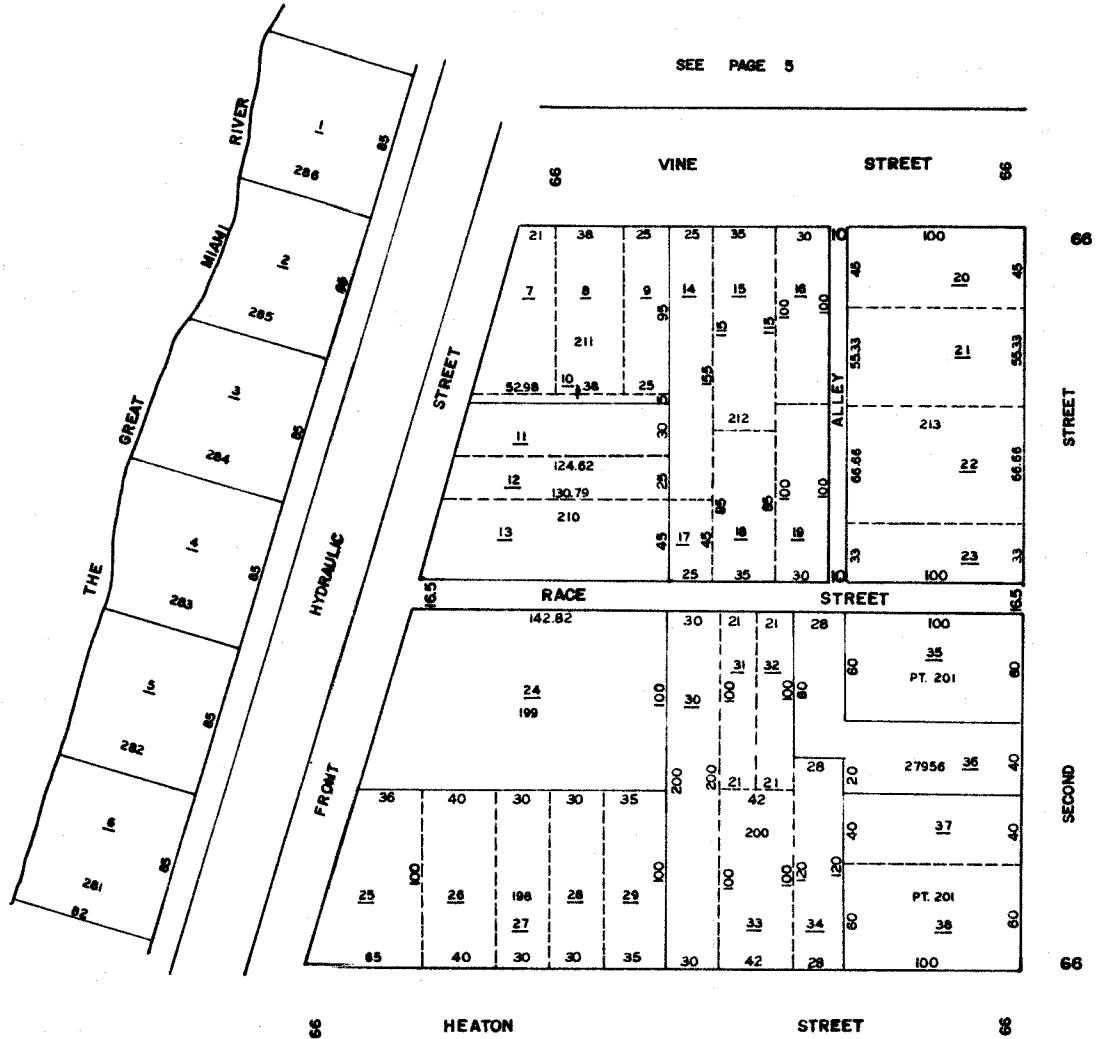 SEE PAGE 5
VINE STREET
66 66
THE GREAT MIAMI RIVER
1
286
85
2
285
85
3
284
85
4
283
85
5
282
85
6
281
82
85
HYDRAULIC
FRONT STREET
21 38 25 25 35 30 10 100 66
7 8 9 14 15 16 45 20 45
95 115 115 100 100
211 155 55.33 21 55.33
52.98 10 38 25 5
212 ALLEY 213
11 30
124.62 66.66 22 66.66
12 25
130.79
210 85 85 100 100
13 45 17 45 18 19 33 23 33
25 35 30 10 100
STREET
16.5 RACE STREET 16.5
142.82 30 21 21 28 100
24 100 30 31 100 32 100 80 60 35 60
199 PT. 201
200 200 21 21 28 20 27956 36 40
36 40 30 30 35 42
200 40 37 40
100 100 100 100 120 120
25 26 198 28 29 PT. 201
27 33 34 60 38 60
65 40 30 30 35 30 42 28 100
SECOND
66
66 HEATON STREET 66